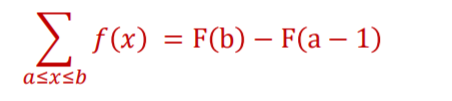 ∑ f(x) = F(b) – F(a – 1)
a≤x≤b